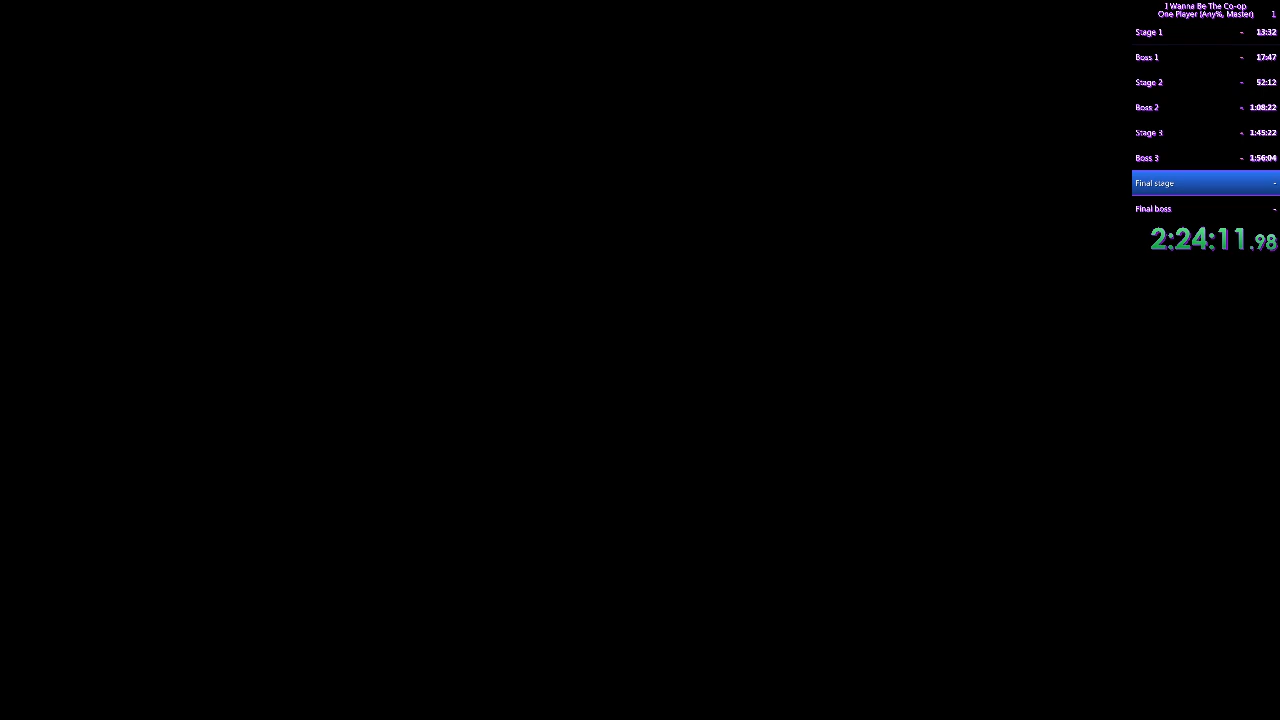 I Wanna Be The Co-op
One Player (Any%, Master) 1
Stage 1 - 13:32
Boss 1 - 17:47
Stage 2 - 52:12
Boss 2 - 1:08:22
Stage 3 - 1:45:22
Boss 3 - 1:56:04
Final stage -
Final boss -
2:24:11.98